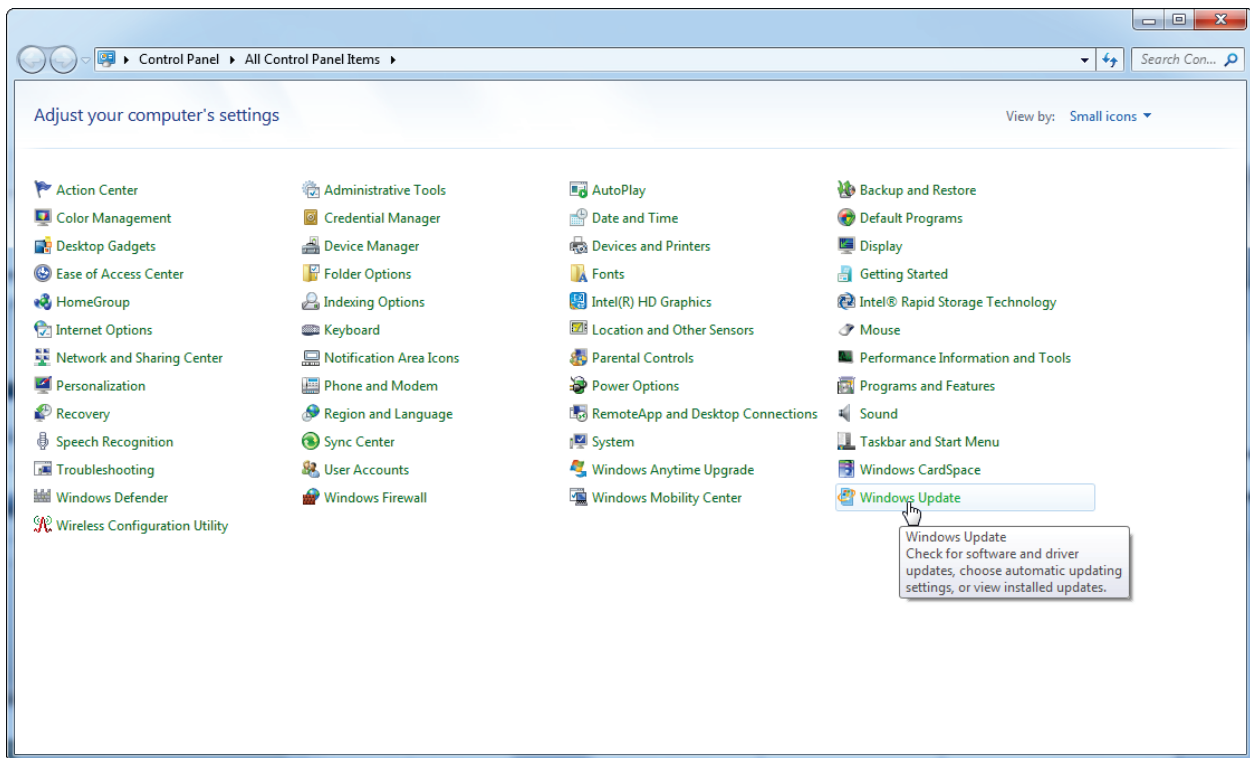 Control Panel All Control Panel Items Search Con...
Adjust your computer's settings View by: Small icons
Action Center Administrative Tools AutoPlay Backup and Restore
Color Management Credential Manager Date and Time Default Programs
Desktop Gadgets Device Manager Devices and Printers Display
Ease of Access Center Folder Options Fonts Getting Started
HomeGroup Indexing Options Intel(R) HD Graphics Intel® Rapid Storage Technology
Internet Options Keyboard Location and Other Sensors Mouse
Network and Sharing Center Notification Area Icons Parental Controls Performance Information and Tools
Personalization Phone and Modem Power Options Programs and Features
Recovery Region and Language RemoteApp and Desktop Connections Sound
Speech Recognition Sync Center System Taskbar and Start Menu
Troubleshooting User Accounts Windows Anytime Upgrade Windows CardSpace
Windows Defender Windows Firewall Windows Mobility Center Windows Update
Wireless Configuration Utility
Windows Update
Check for software and driver
updates, choose automatic updating
settings, or view installed updates.